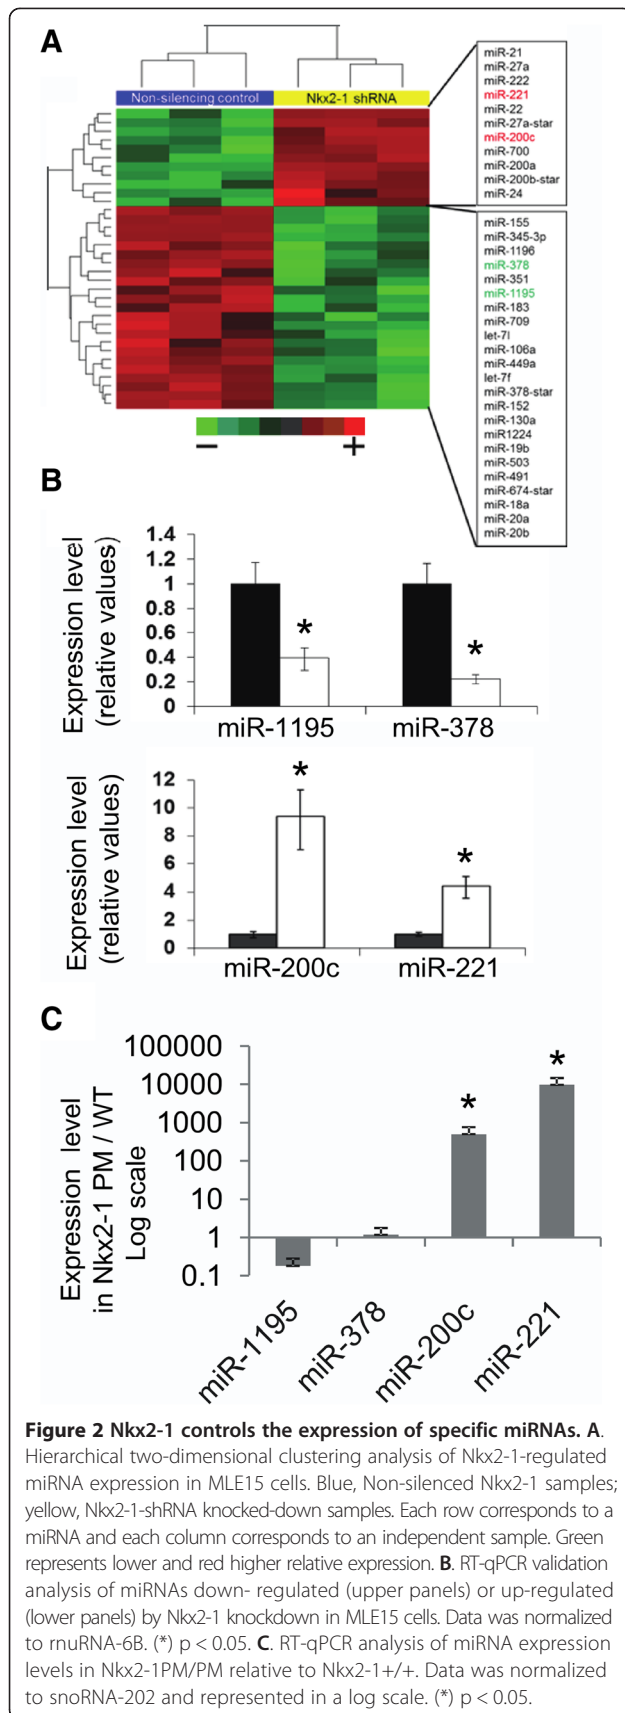 A
Non-silencing control
Nkx2-1 shRNA
miR-21
miR-27a
miR-222
miR-221
miR-22
miR-27a-star
miR-200c
miR-700
miR-200a
miR-200b-star
miR-24
miR-155
miR-345-3p
miR-1196
miR-378
miR-351
miR-1195
miR-183
miR-709
let-7l
miR-106a
miR-449a
let-7f
miR-378-star
miR-152
miR-130a
miR1224
miR-19b
miR-503
miR-491
miR-674-star
miR-18a
miR-20a
miR-20b
− +
B
Expression level
(relative values)
1.4
1.2
1
0.8
0.6
0.4
0.2
0
*
*
miR-1195
miR-378
Expression level
(relative values)
12
10
8
6
4
2
0
*
*
miR-200c
miR-221
C
Expression level
in Nkx2-1 PM / WT
Log scale
100000
10000
1000
100
10
1
0.1
*
*
miR-1195
miR-378
miR-200c
miR-221
Figure 2 Nkx2-1 controls the expression of specific miRNAs. A.
Hierarchical two-dimensional clustering analysis of Nkx2-1-regulated
miRNA expression in MLE15 cells. Blue, Non-silenced Nkx2-1 samples;
yellow, Nkx2-1-shRNA knocked-down samples. Each row corresponds to a
miRNA and each column corresponds to an independent sample. Green
represents lower and red higher relative expression. B. RT-qPCR validation
analysis of miRNAs down- regulated (upper panels) or up-regulated
(lower panels) by Nkx2-1 knockdown in MLE15 cells. Data was normalized
to rnuRNA-6B. (*) p < 0.05. C. RT-qPCR analysis of miRNA expression
levels in Nkx2-1PM/PM relative to Nkx2-1+/+. Data was normalized
to snoRNA-202 and represented in a log scale. (*) p < 0.05.